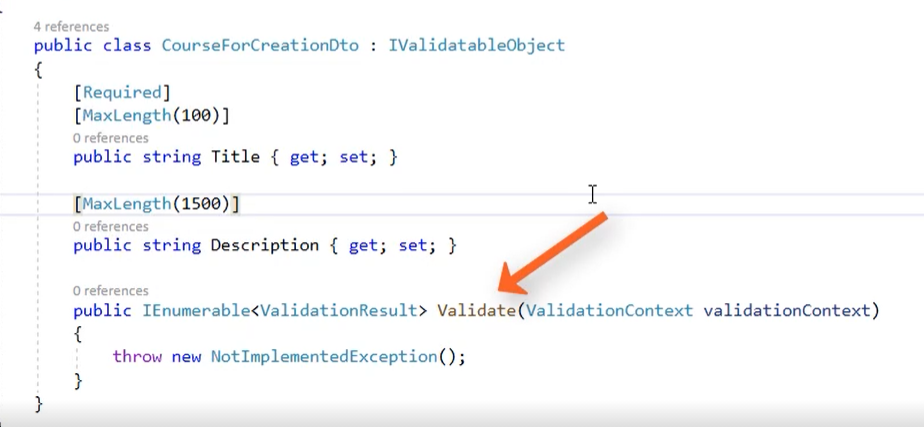 4 references
public class CourseForCreationDto : IValidatableObject
{
[Required]
[MaxLength(100)]
0 references
public string Title { get; set; }
[MaxLength(1500)]
0 references
public string Description { get; set; }
0 references
public IEnumerable<ValidationResult> Validate(ValidationContext validationContext)
{
throw new NotImplementedException();
}
}